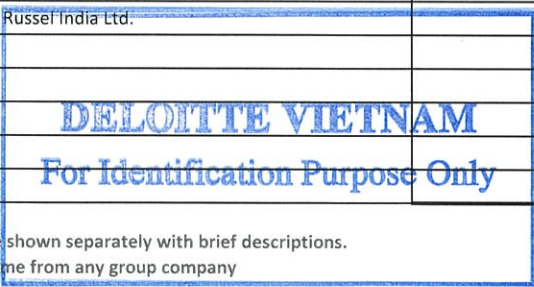 Russel India Ltd.
DELOITTE VIETNAM
For Identification Purpose Only
shown separately with brief descriptions.
me from any group company